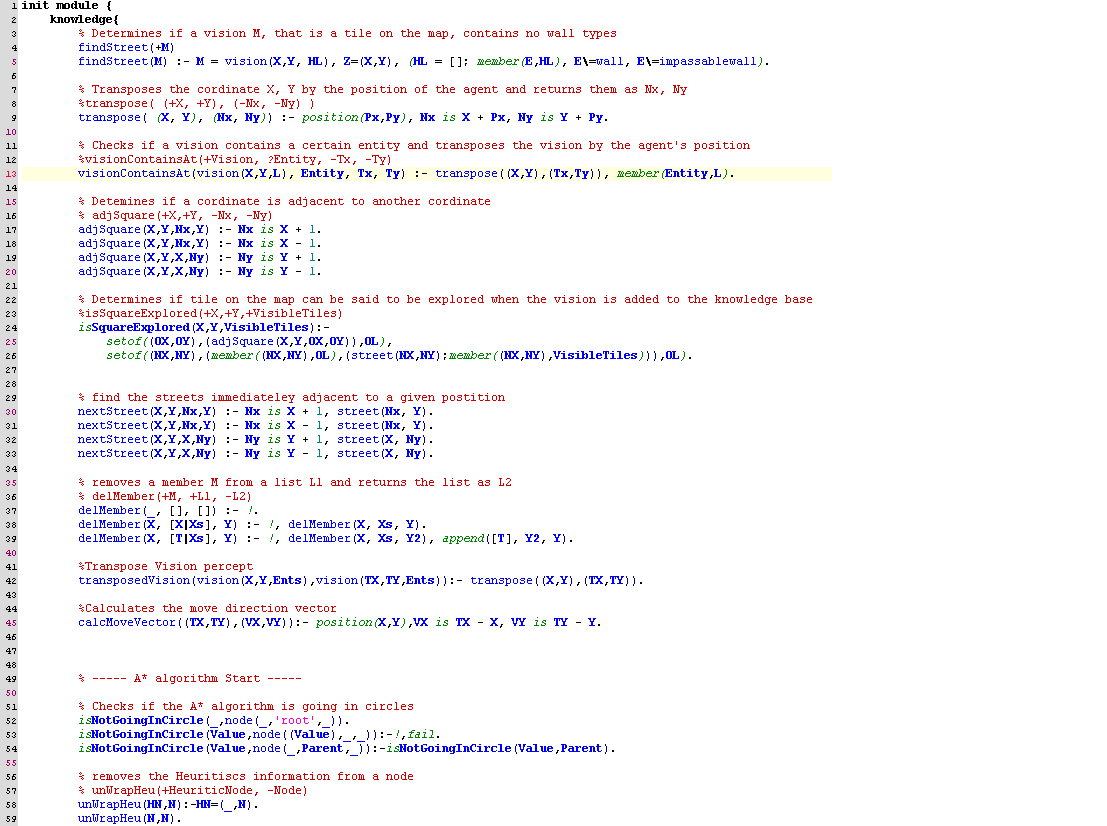 1 init module {
2 knowledge{
3 % Determines if a vision M, that is a tile on the map, contains no wall types
4 findStreet(+M)
5 findStreet(M) :- M = vision(X,Y, HL), Z=(X,Y), (HL = []; member(E,HL), E\=wall, E\=impassablewall).
6
7 % Transposes the cordinate X, Y by the position of the agent and returns them as Nx, Ny
8 %transpose( (+X, +Y), (-Nx, -Ny) )
9 transpose( (X, Y), (Nx, Ny)) :- position(Px,Py), Nx is X + Px, Ny is Y + Py.
10
11 % Checks if a vision contains a certain entity and transposes the vision by the agent's position
12 %visionContainsAt(+Vision, ?Entity, -Tx, -Ty)
13 visionContainsAt(vision(X,Y,L), Entity, Tx, Ty) :- transpose((X,Y),(Tx,Ty)), member(Entity,L).
14
15 % Detemines if a cordinate is adjacent to another cordinate
16 % adjSquare(+X,+Y, -Nx, -Ny)
17 adjSquare(X,Y,Nx,Y) :- Nx is X + 1.
18 adjSquare(X,Y,Nx,Y) :- Nx is X - 1.
19 adjSquare(X,Y,X,Ny) :- Ny is Y + 1.
20 adjSquare(X,Y,X,Ny) :- Ny is Y - 1.
21
22 % Determines if tile on the map can be said to be explored when the vision is added to the knowledge base
23 %isSquareExplored(+X,+Y,+VisibleTiles)
24 isSquareExplored(X,Y,VisibleTiles):-
25 setof((OX,OY),(adjSquare(X,Y,OX,OY)),OL),
26 setof((NX,NY),(member((NX,NY),OL),(street(NX,NY);member((NX,NY),VisibleTiles))),OL).
27
28
29 % find the streets immediateley adjacent to a given postition
30 nextStreet(X,Y,Nx,Y) :- Nx is X + 1, street(Nx, Y).
31 nextStreet(X,Y,Nx,Y) :- Nx is X - 1, street(Nx, Y).
32 nextStreet(X,Y,X,Ny) :- Ny is Y + 1, street(X, Ny).
33 nextStreet(X,Y,X,Ny) :- Ny is Y - 1, street(X, Ny).
34
35 % removes a member M from a list L1 and returns the list as L2
36 % delMember(+M, +L1, -L2)
37 delMember(_, [], []) :- !.
38 delMember(X, [X|Xs], Y) :- !, delMember(X, Xs, Y).
39 delMember(X, [T|Xs], Y) :- !, delMember(X, Xs, Y2), append([T], Y2, Y).
40
41 %Transpose Vision percept
42 transposedVision(vision(X,Y,Ents),vision(TX,TY,Ents)):- transpose((X,Y),(TX,TY)).
43
44 %Calculates the move direction vector
45 calcMoveVector((TX,TY),(VX,VY)):- position(X,Y),VX is TX - X, VY is TY - Y.
46
47
48
49 % ----- A* algorithm Start -----
50
51 % Checks if the A* algorithm is going in circles
52 isNotGoingInCircle(_,node(_,'root',_)).
53 isNotGoingInCircle(Value,node((Value),_,_)):-!,fail.
54 isNotGoingInCircle(Value,node(_,Parent,_)):-isNotGoingInCircle(Value,Parent).
55
56 % removes the Heuritiscs information from a node
57 % unWrapHeu(+HeuriticNode, -Node)
58 unWrapHeu(HN,N):-HN=(_,N).
59 unWrapHeu(N,N).